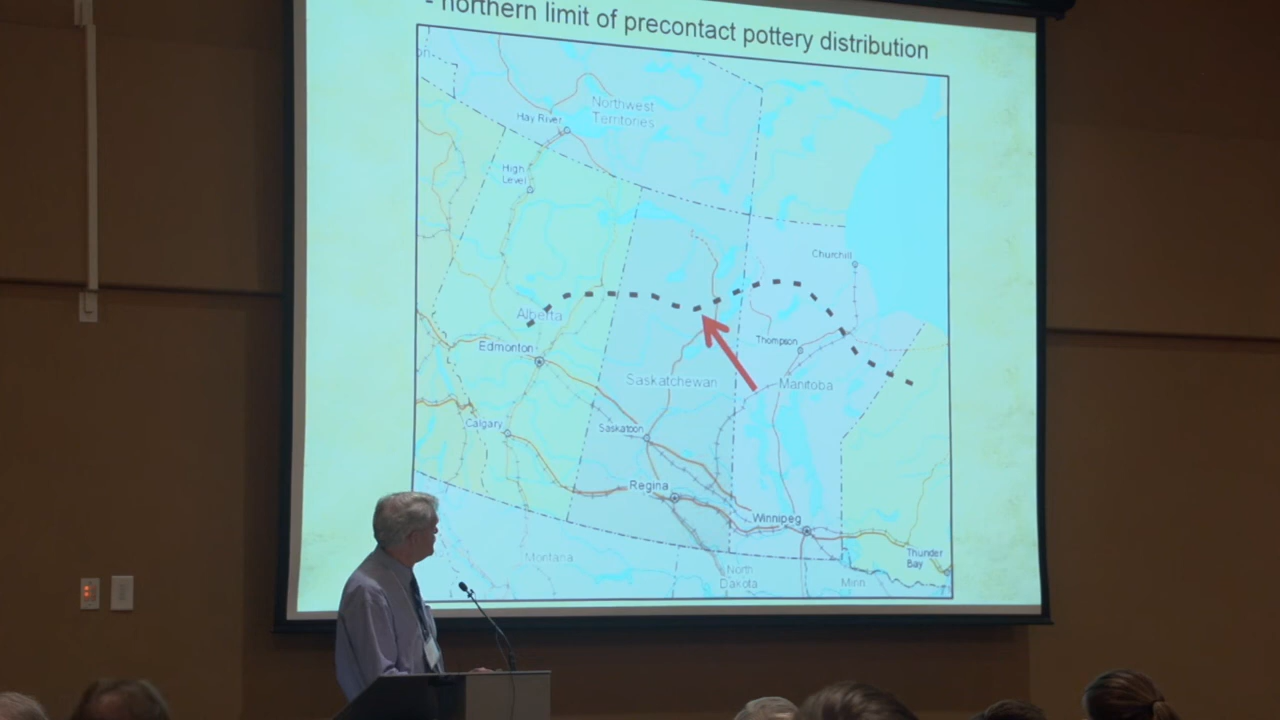 - northern limit of precontact pottery distribution
Northwest
Territories
Hay River
High
Level
Churchill
Alberta
Thompson
Edmonton
Saskatchewan
Manitoba
Calgary
Saskatoon
Regina
Winnipeg
Thunder
Bay
Montana
North
Dakota
Minn